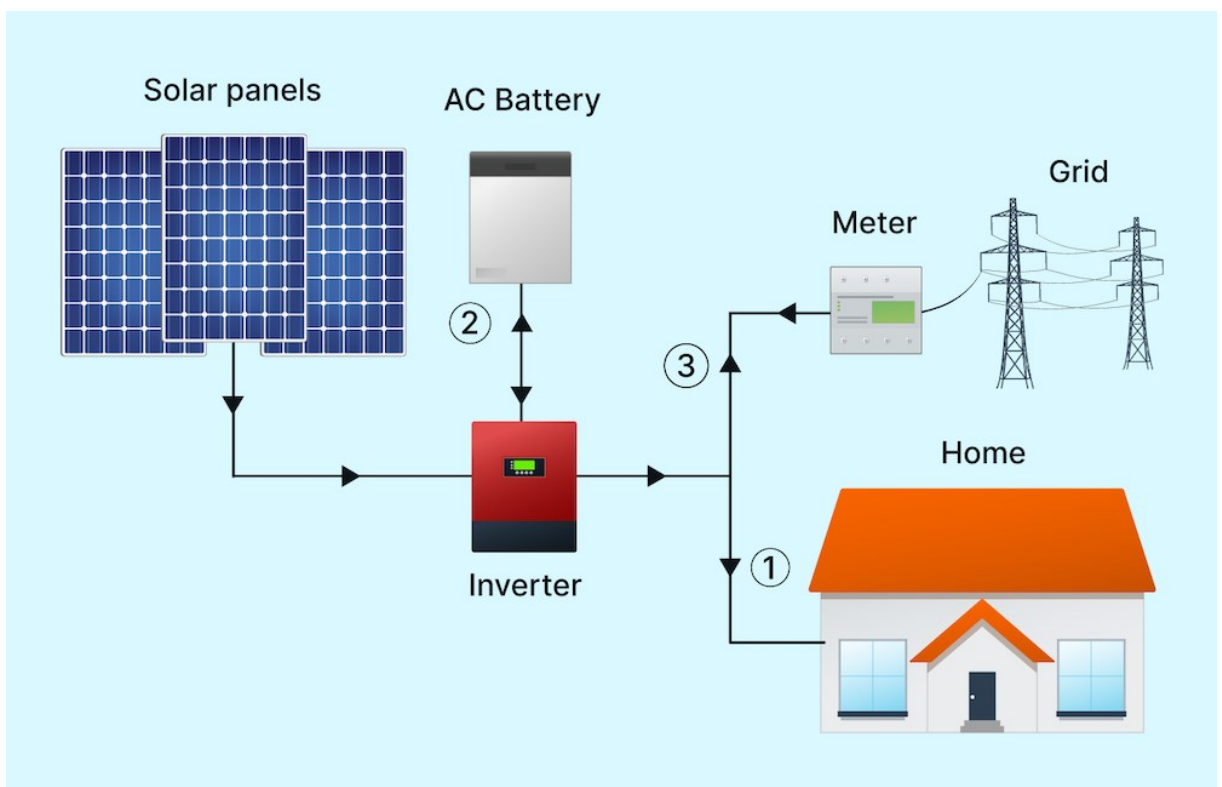 Solar panels
AC Battery
Grid
Meter
②
③
Home
①
Inverter